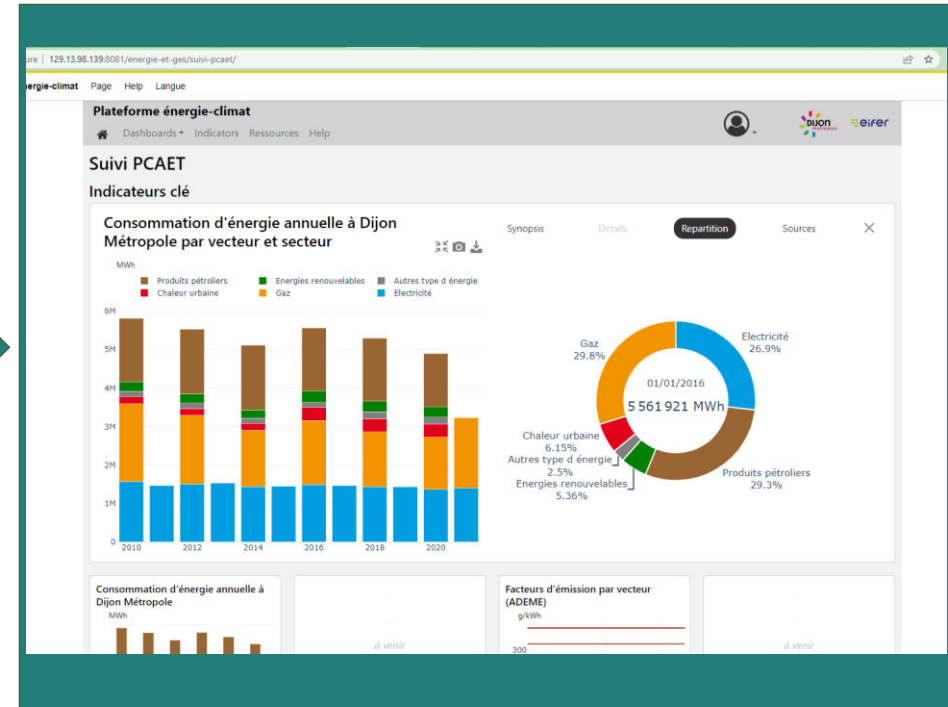 ure | 129.13.98.139:8081/energie-et-ges/suivi-pcaet/
ergie-climat Page Help Langue
Plateforme énergie-climat
Dashboards Indicators Ressources Help
DIJON
métropole
eifer
Suivi PCAET
Indicateurs clé
Consommation d'énergie annuelle à Dijon
Métropole par vecteur et secteur
Synopsis Details Repartition Sources
MWh
Produits pétroliers Energies renouvelables Autres type d énergie
Chaleur urbaine Gaz Electricité
6M
5M
4M
3M
2M
1M
0
2010 2012 2014 2016 2018 2020
Electricité
26.9%
Gaz
29.8%
01/01/2016
5 561 921 MWh
Chaleur urbaine
6.15%
Autres type d énergie
2.5%
Energies renouvelables
5.36%
Produits pétroliers
29.3%
Consommation d'énergie annuelle à
Dijon Métropole
MWh
à venir
Facteurs d'émission par vecteur
(ADEME)
g/kWh
300
à venir